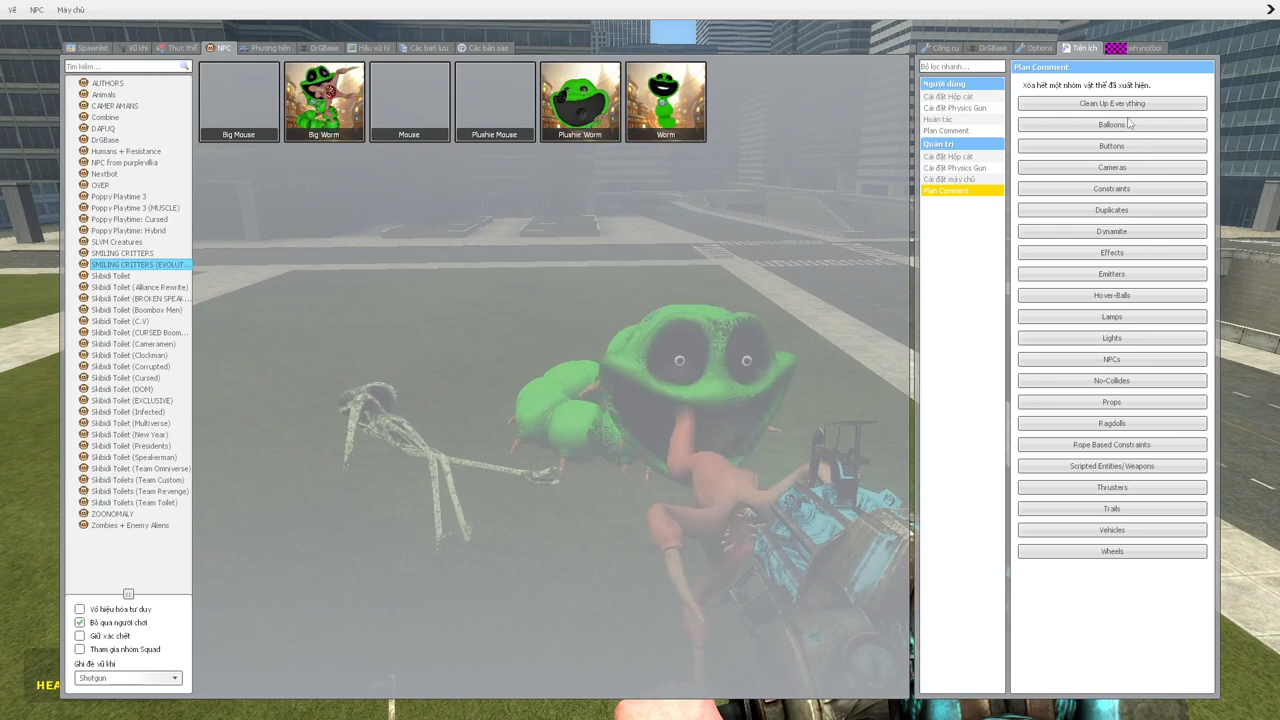 Vẽ NPC Máy chủ
Spawnlist Vũ khí Thực thể NPC Phương tiện DrGBase Hậu xử lý Các bản lưu Các bản sao
Công cụ DrGBase Options Tiện ích whynotboi
Tìm kiếm...
AUTHORS
Animals
CAMERAMANS
Combine
DAFUQ
DrGBase
Humans + Resistance
NPC from purplevilka
Nextbot
OVER
Poppy Playtime 3
Poppy Playtime 3 (MUSCLE)
Poppy Playtime: Cursed
Poppy Playtime: Hybrid
SLVM Creatures
SMILING CRITTERS
SMILING CRITTERS (EVOLUT...
Skibidi Toilet
Skibidi Toilet (Alliance Rewrite)
Skibidi Toilet (BROKEN SPEAK...
Skibidi Toilet (Boombox Men)
Skibidi Toilet (C.V)
Skibidi Toilet (CURSED Boom...
Skibidi Toilet (Cameramen)
Skibidi Toilet (Clockman)
Skibidi Toilet (Corrupted)
Skibidi Toilet (Cursed)
Skibidi Toilet (DOM)
Skibidi Toilet (EXCLUSIVE)
Skibidi Toilet (Infected)
Skibidi Toilet (Multiverse)
Skibidi Toilet (New Year)
Skibidi Toilet (Presidents)
Skibidi Toilet (Speakerman)
Skibidi Toilet (Team Omniverse)
Skibidi Toilets (Team Custom)
Skibidi Toilets (Team Revenge)
Skibidi Toilets (Team Toilet)
ZOONOMALY
Zombies + Enemy Aliens
Vô hiệu hóa tư duy
Bỏ qua người chơi
Giữ xác chết
Tham gia nhóm Squad
Ghi đè vũ khí
Shotgun
Big Mouse
Big Worm
Mouse
Plushie Mouse
Plushie Worm
Worm
Bộ lọc nhanh...
Người dùng
Cài đặt Hộp cát
Cài đặt Physics Gun
Hoàn tác
Plan Comment
Quản trị
Cài đặt Hộp cát
Cài đặt Physics Gun
Cài đặt máy chủ
Plan Comment
Plan Comment
Xóa hết một nhóm vật thể đã xuất hiện.
Clean Up Everything
Balloons
Buttons
Cameras
Constraints
Duplicates
Dynamite
Effects
Emitters
Hover-Balls
Lamps
Lights
NPCs
No-Collides
Props
Ragdolls
Rope Based Constraints
Scripted Entities/Weapons
Thrusters
Trails
Vehicles
Wheels
HEA